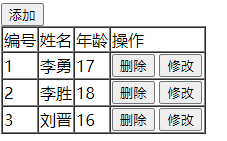 添加
编号 姓名 年龄 操作
1 李勇 17 删除 修改
2 李胜 18 删除 修改
3 刘晋 16 删除 修改